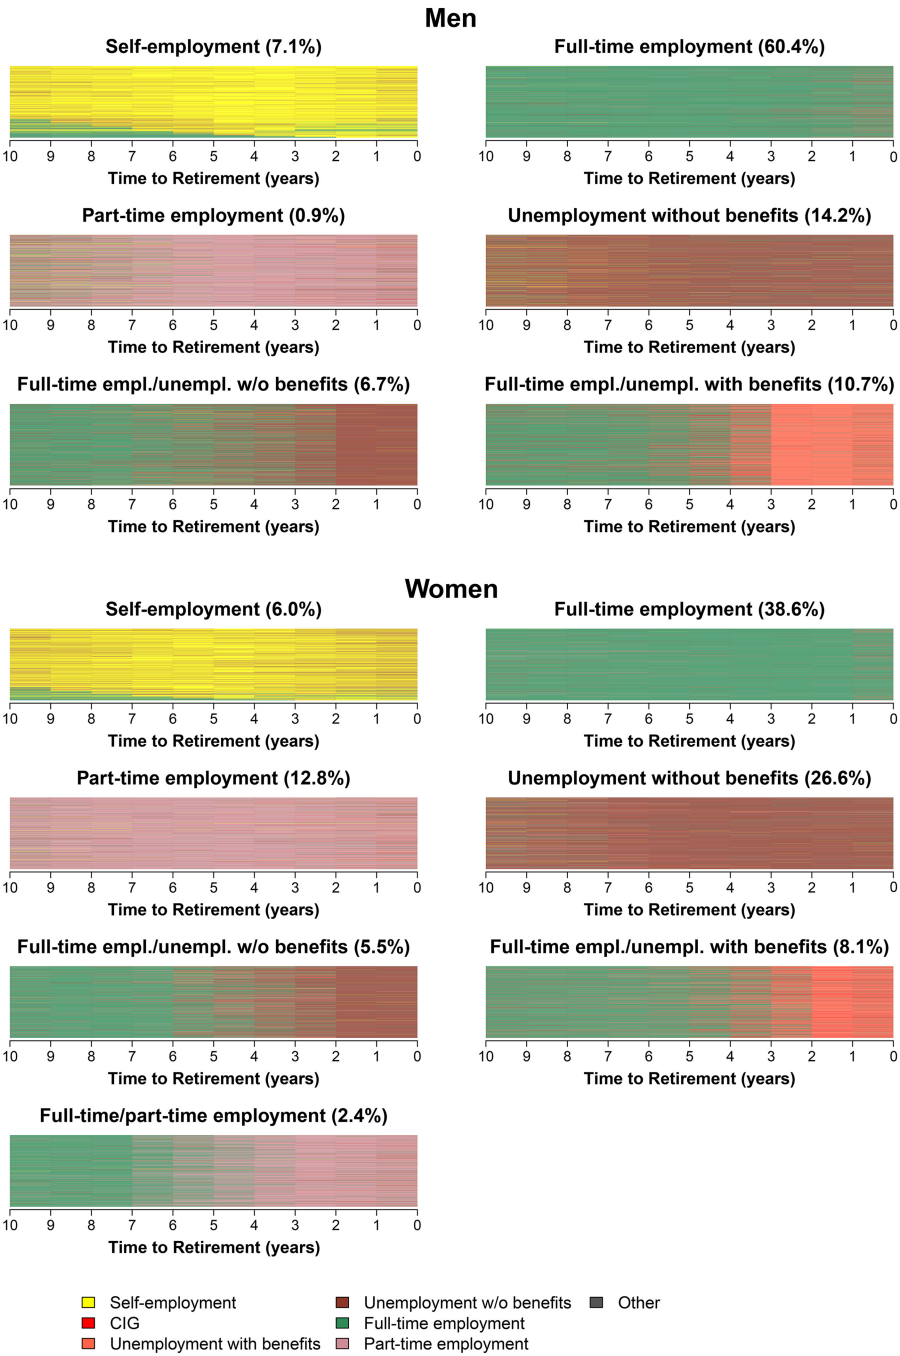 Men
Self-employment (7.1%)
Full-time employment (60.4%)
10 9 8 7 6 5 4 3 2 1 0
10 9 8 7 6 5 4 3 2 1 0
Time to Retirement (years)
Time to Retirement (years)
Part-time employment (0.9%)
Unemployment without benefits (14.2%)
10 9 8 7 6 5 4 3 2 1 0
10 9 8 7 6 5 4 3 2 1 0
Time to Retirement (years)
Time to Retirement (years)
Full-time empl./unempl. w/o benefits (6.7%)
Full-time empl./unempl. with benefits (10.7%)
10 9 8 7 6 5 4 3 2 1 0
10 9 8 7 6 5 4 3 2 1 0
Time to Retirement (years)
Time to Retirement (years)
Women
Self-employment (6.0%)
Full-time employment (38.6%)
10 9 8 7 6 5 4 3 2 1 0
10 9 8 7 6 5 4 3 2 1 0
Time to Retirement (years)
Time to Retirement (years)
Part-time employment (12.8%)
Unemployment without benefits (26.6%)
10 9 8 7 6 5 4 3 2 1 0
10 9 8 7 6 5 4 3 2 1 0
Time to Retirement (years)
Time to Retirement (years)
Full-time empl./unempl. w/o benefits (5.5%)
Full-time empl./unempl. with benefits (8.1%)
10 9 8 7 6 5 4 3 2 1 0
10 9 8 7 6 5 4 3 2 1 0
Time to Retirement (years)
Time to Retirement (years)
Full-time/part-time employment (2.4%)
10 9 8 7 6 5 4 3 2 1 0
Time to Retirement (years)
Self-employment
CIG
Unemployment with benefits
Unemployment w/o benefits
Full-time employment
Part-time employment
Other